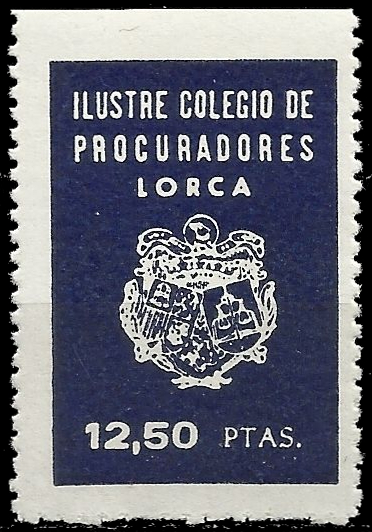 ILUSTRE COLEGIO DE
PROCURADORES
LORCA
12,50 PTAS.